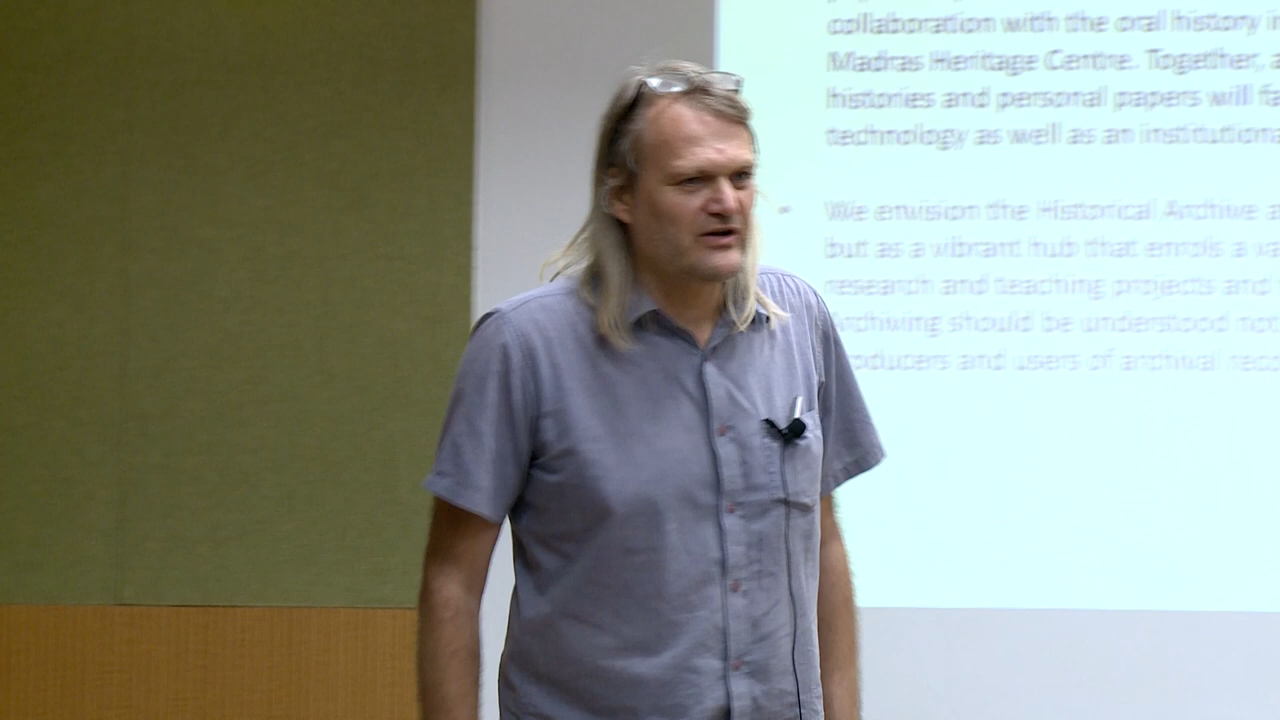 collaboration with the oral history
Madras Heritage Centre. Together,
histories and personal papers will
technology as well as an
We envision the Historical Archive
but as a vibrant hub that enrols a
research and teaching projects and
archiving should be understood
and users of archival